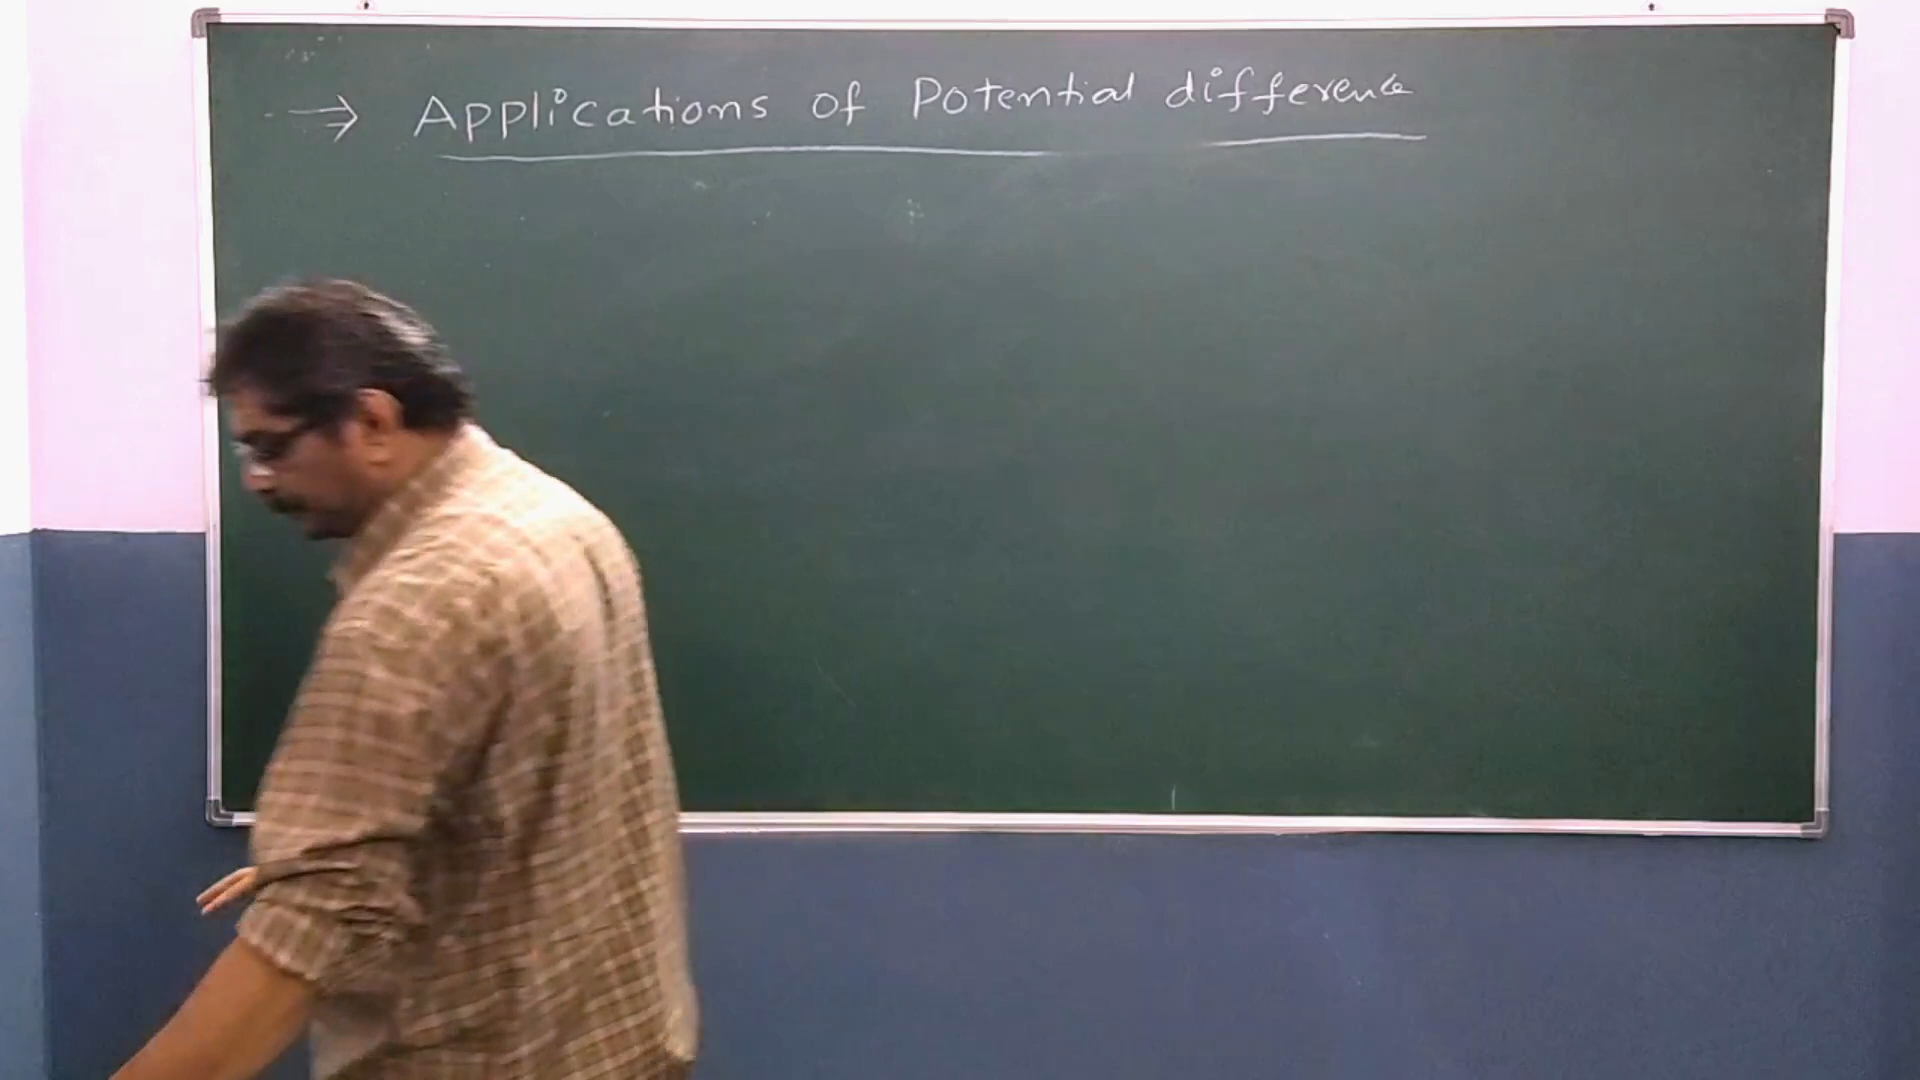 → Applications of Potential difference